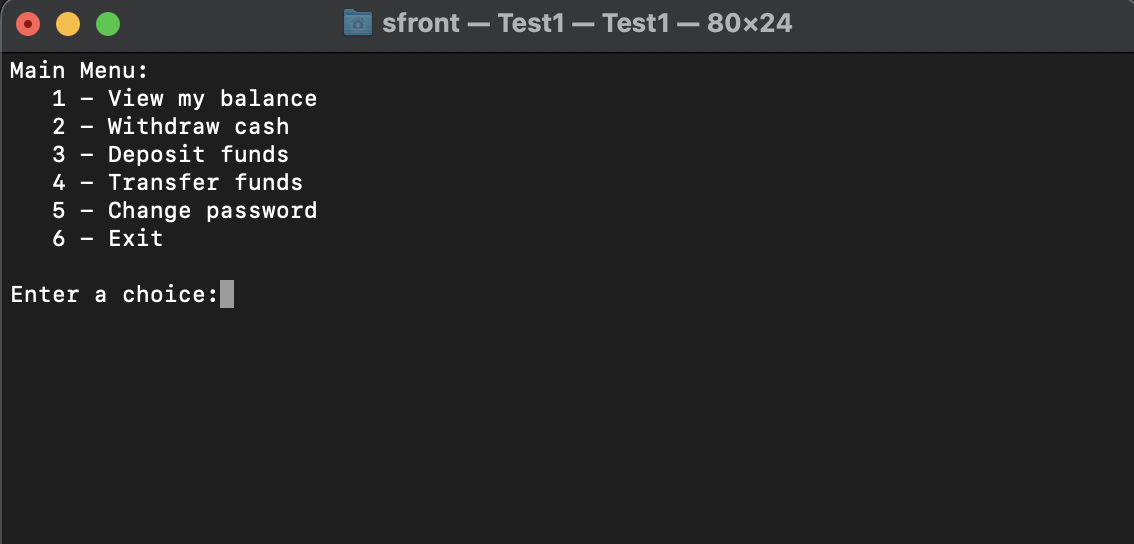 sfront — Test1 — Test1 — 80×24
Main Menu:
   1 – View my balance
   2 – Withdraw cash
   3 – Deposit funds
   4 – Transfer funds
   5 – Change password
   6 – Exit

Enter a choice: